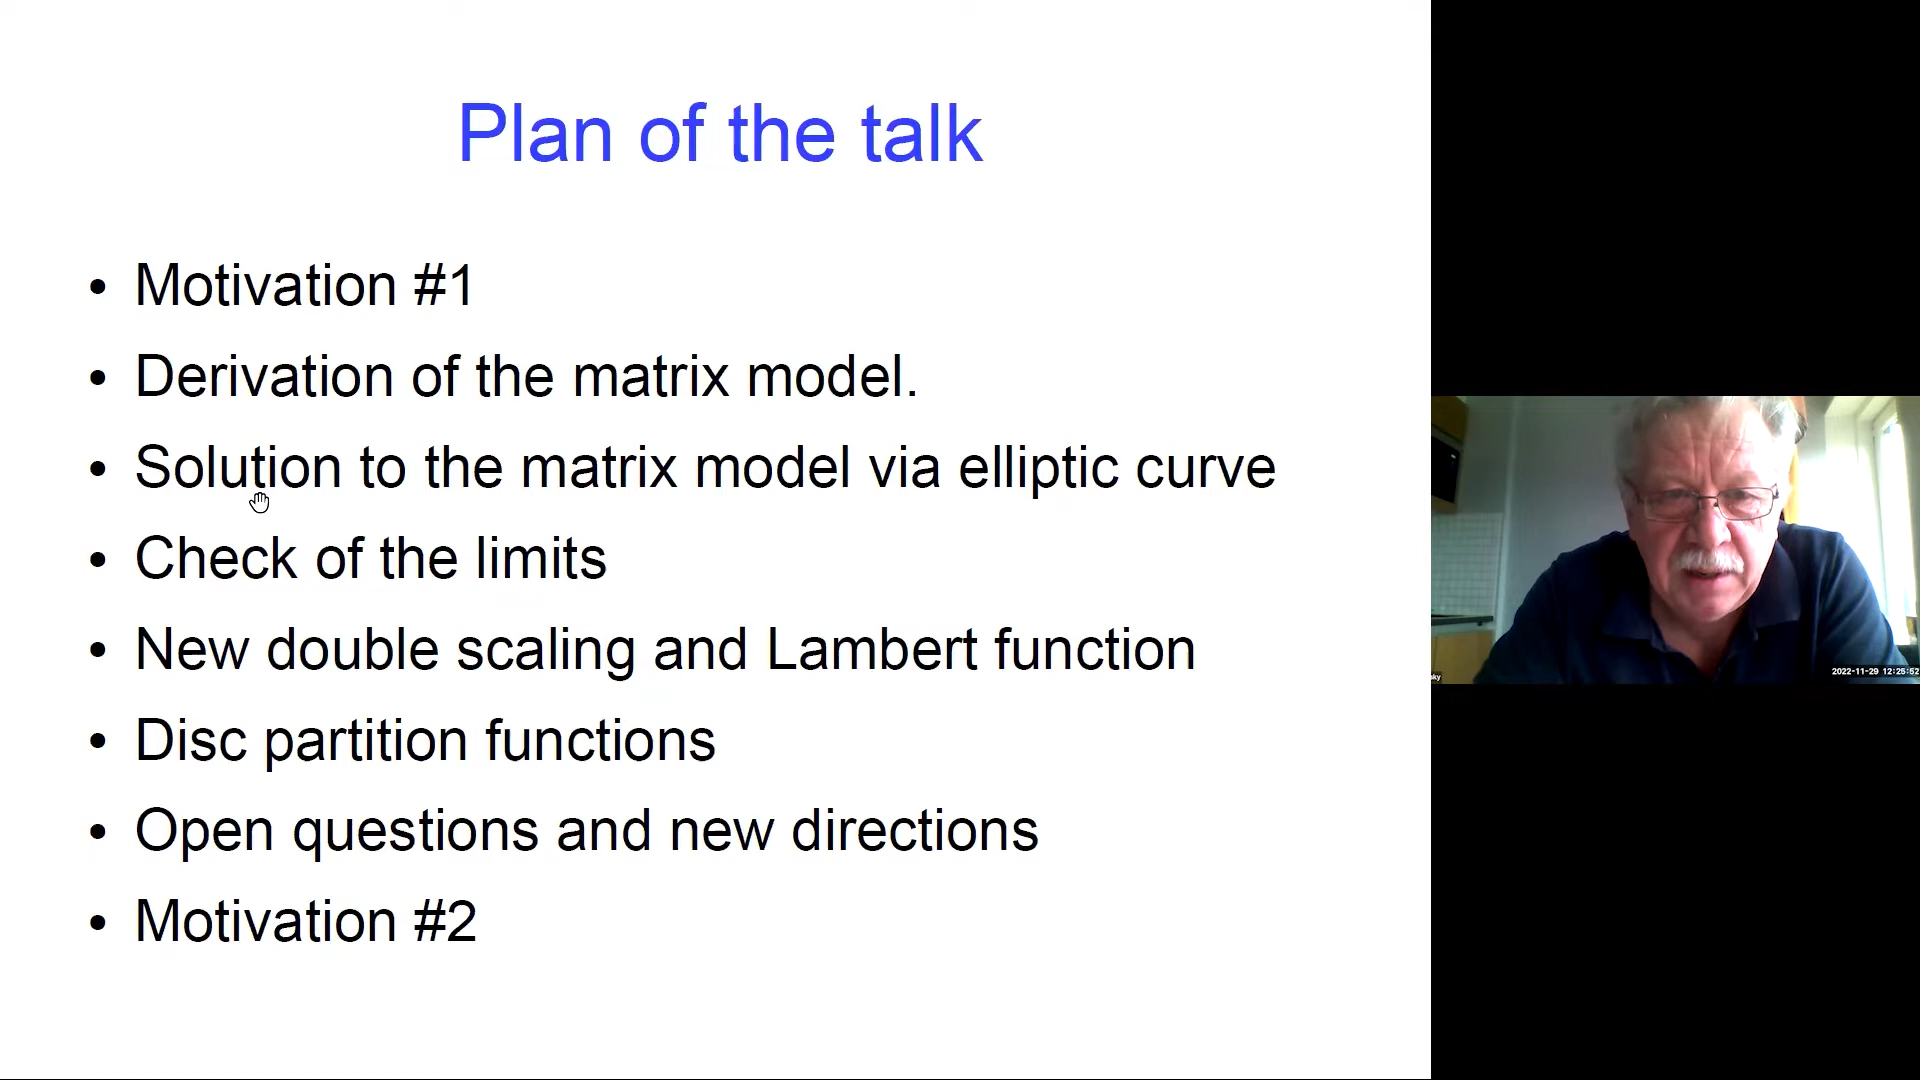 Plan of the talk
• Motivation #1
• Derivation of the matrix model.
• Solution to the matrix model via elliptic curve
• Check of the limits
• New double scaling and Lambert function
• Disc partition functions
• Open questions and new directions
• Motivation #2
sky
2022-11-29 12:25:52